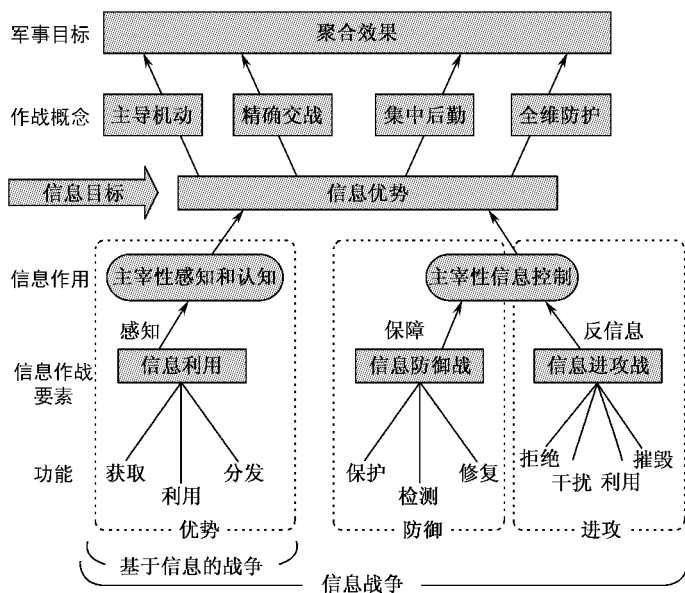 军事目标
聚合效果
作战概念
主导机动
精确交战
集中后勤
全维防护
信息目标
信息优势
信息作用
主宰性感知和认知
主宰性信息控制
感知
保障
反信息
信息作战
要素
信息利用
信息防御战
信息进攻战
功能
获取
利用
分发
保护
检测
修复
拒绝
干扰
利用
摧毁
优势
防御
进攻
基于信息的战争
信息战争